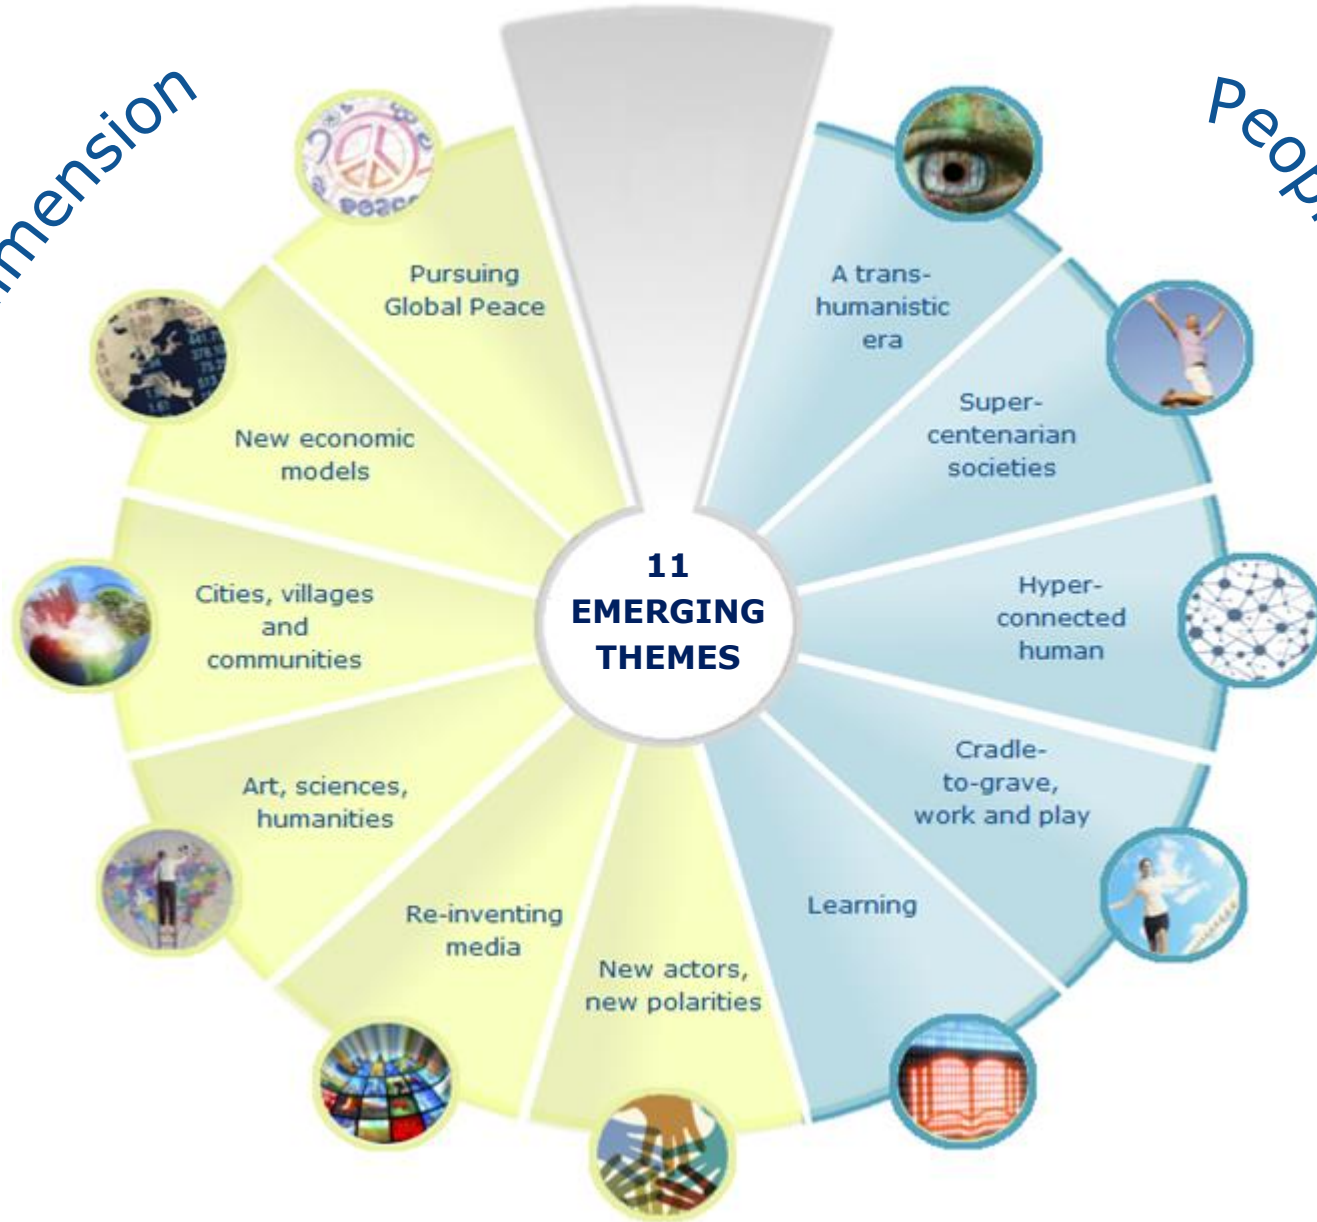 Pursuing
Global Peace
New economic
models
Cities, villages
and
communities
Art, sciences,
humanities
Re-inventing
media
New actors,
new polarities
Learning
Cradle-
to-grave,
work and play
Hyper-
connected
human
Super-
centenarian
societies
A trans-
humanistic
era
11
EMERGING
THEMES